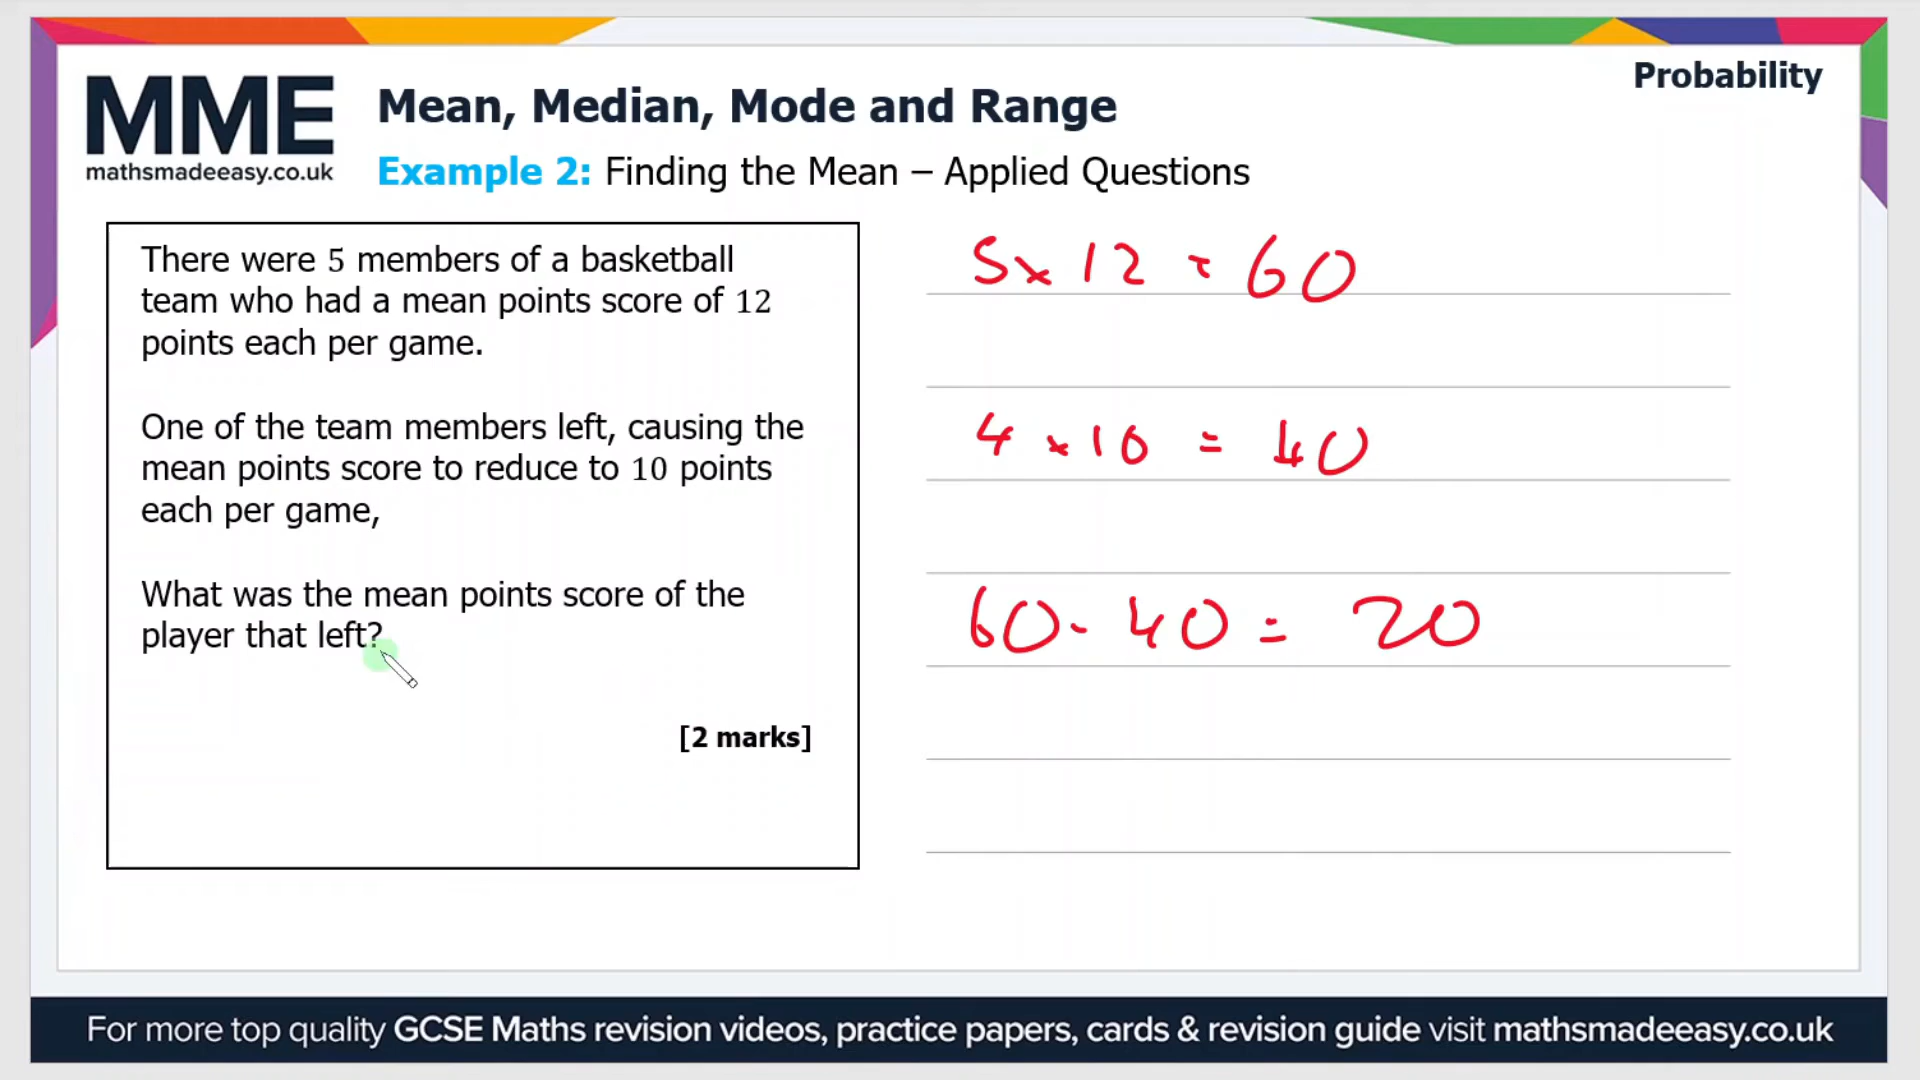 Probability
MME
mathsmadeeasy.co.uk
Mean, Median, Mode and Range
Example 2: Finding the Mean – Applied Questions
There were 5 members of a basketball
team who had a mean points score of 12
points each per game.
One of the team members left, causing the
mean points score to reduce to 10 points
each per game,
What was the mean points score of the
player that left?
[2 marks]
5 × 12 = 60
4 × 10 = 40
60 - 40 = 20
For more top quality GCSE Maths revision videos, practice papers, cards & revision guide visit mathsmadeeasy.co.uk